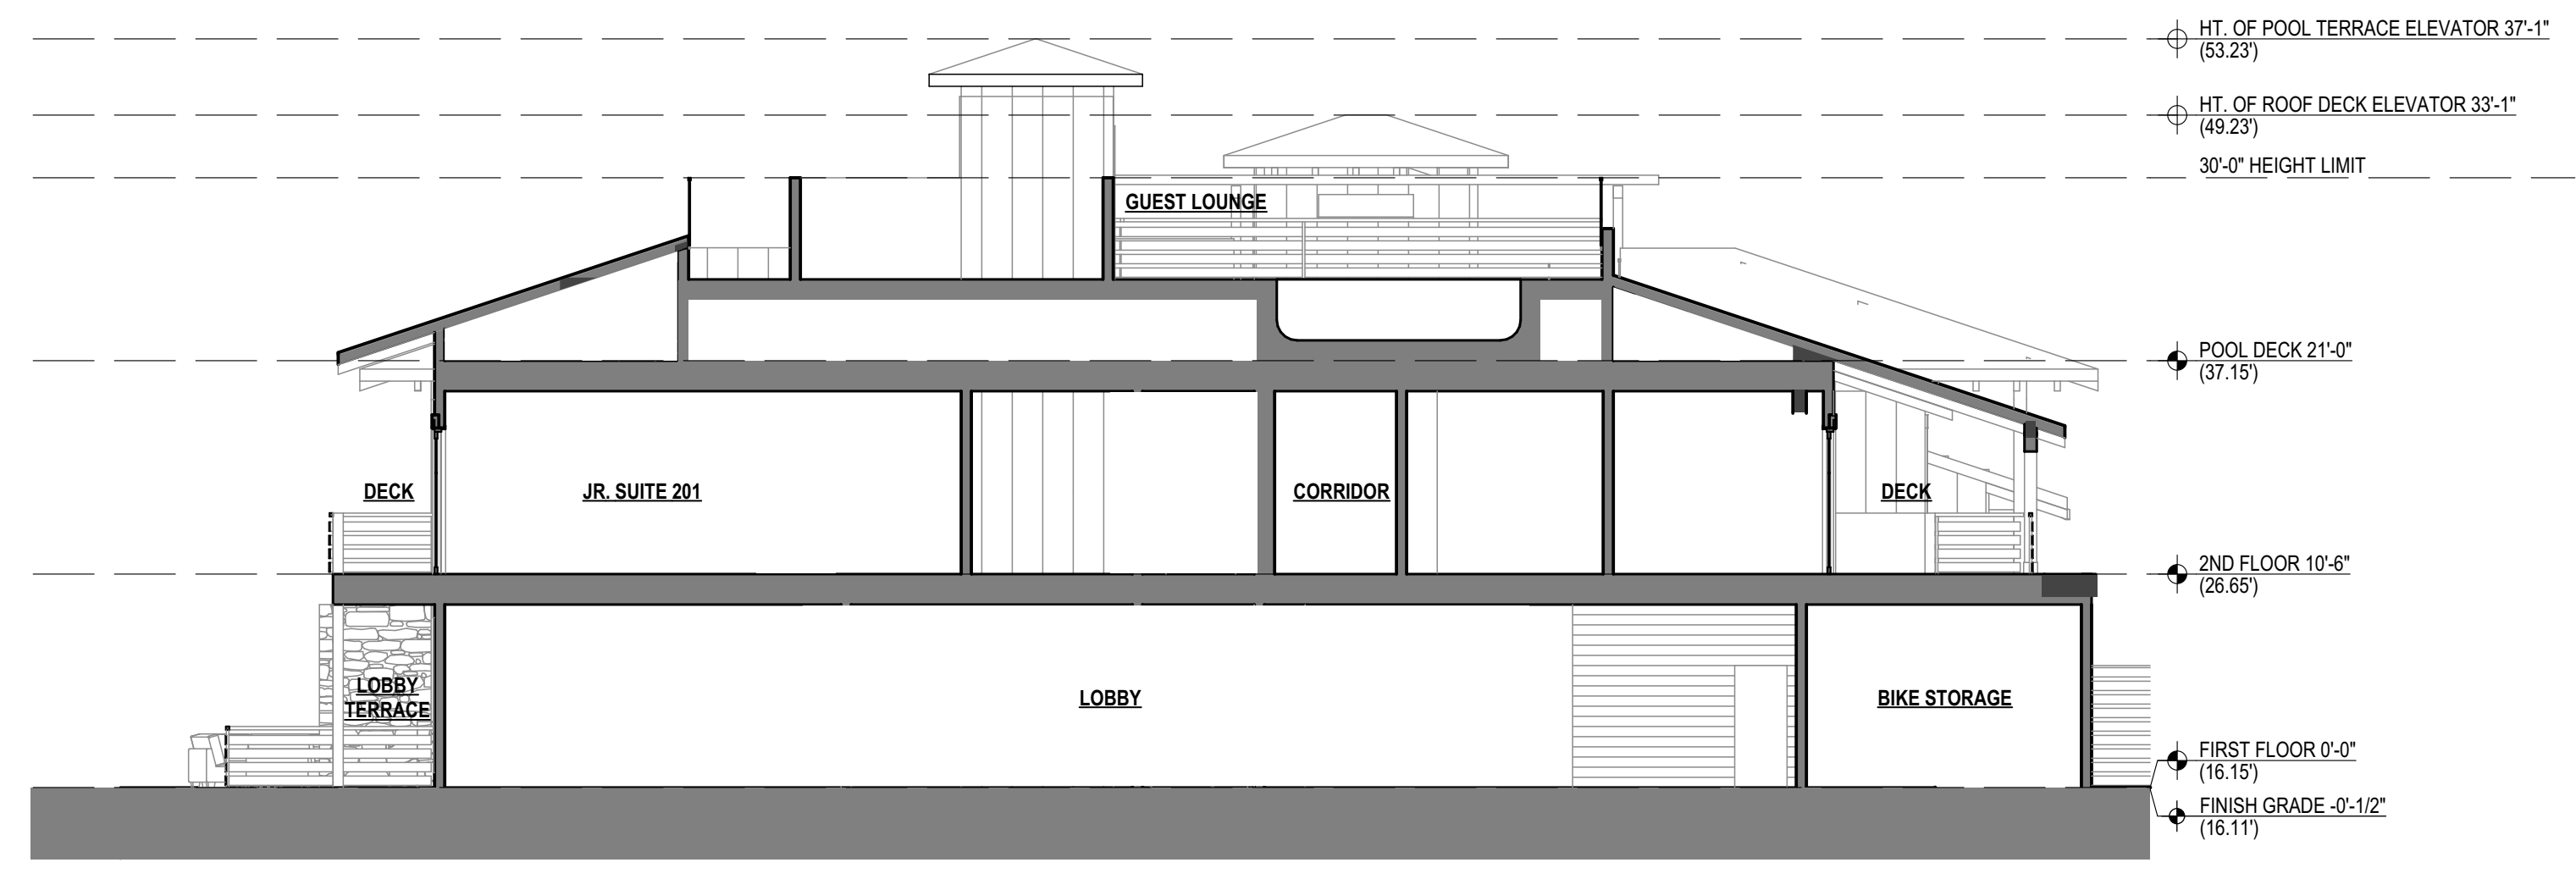 HT. OF POOL TERRACE ELEVATOR 37'-1"
(53.23')
HT. OF ROOF DECK ELEVATOR 33'-1"
(49.23')
30'-0" HEIGHT LIMIT
GUEST LOUNGE
POOL DECK 21'-0"
(37.15')
DECK
JR. SUITE 201
CORRIDOR
DECK
2ND FLOOR 10'-6"
(26.65')
LOBBY
TERRACE
LOBBY
BIKE STORAGE
FIRST FLOOR 0'-0"
(16.15')
FINISH GRADE -0'-1/2"
(16.11')